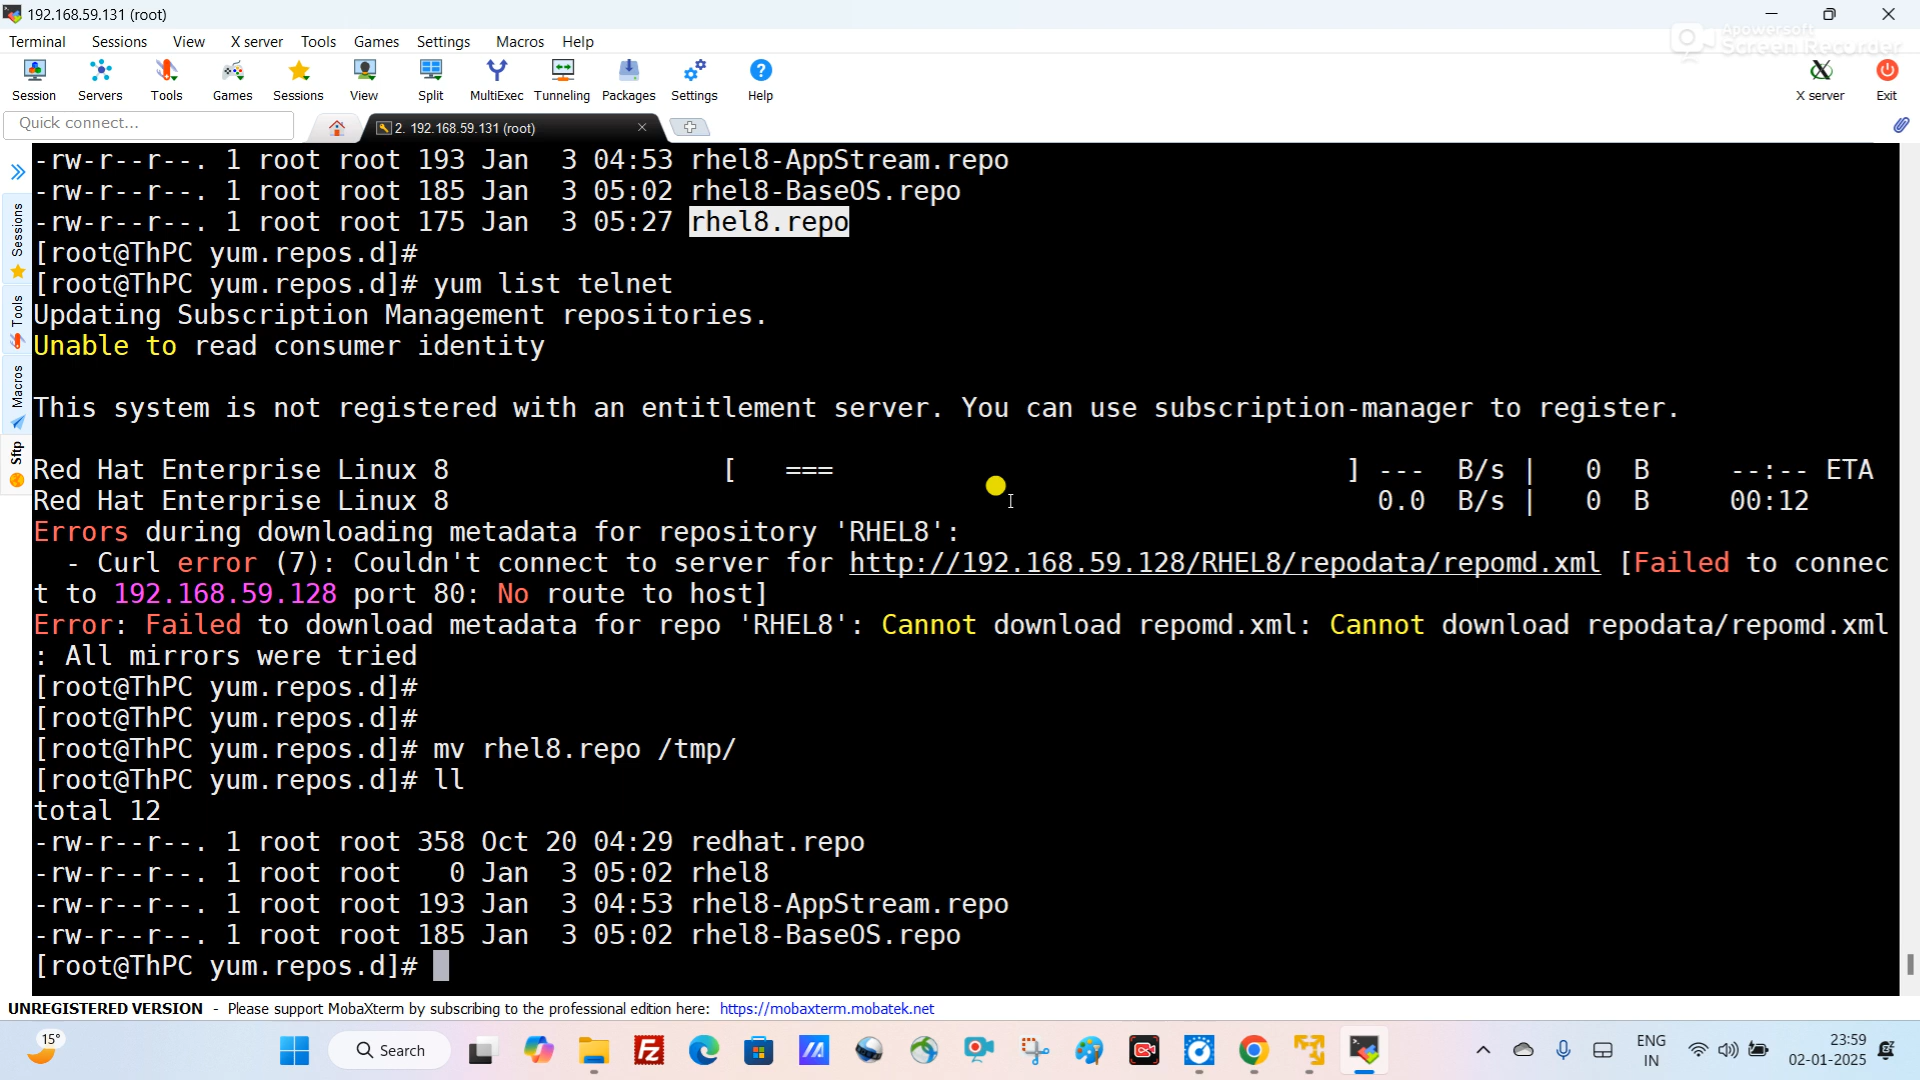 192.168.59.131 (root)
Apowersoft
Screen Recorder
Terminal Sessions View X server Tools Games Settings Macros Help
Session Servers Tools Games Sessions View Split MultiExec Tunneling Packages Settings Help X server Exit
Quick connect... 2. 192.168.59.131 (root)
Sessions
Tools
Macros
Sftp
-rw-r--r--. 1 root root 193 Jan  3 04:53 rhel8-AppStream.repo
-rw-r--r--. 1 root root 185 Jan  3 05:02 rhel8-BaseOS.repo
-rw-r--r--. 1 root root 175 Jan  3 05:27 rhel8.repo
[root@ThPC yum.repos.d]#
[root@ThPC yum.repos.d]# yum list telnet
Updating Subscription Management repositories.
Unable to read consumer identity
This system is not registered with an entitlement server. You can use subscription-manager to register.
Red Hat Enterprise Linux 8 [ === ] --- B/s | 0 B --:-- ETA
Red Hat Enterprise Linux 8 0.0 B/s | 0 B 00:12
Errors during downloading metadata for repository 'RHEL8':
- Curl error (7): Couldn't connect to server for http://192.168.59.128/RHEL8/repodata/repomd.xml [Failed to connec
t to 192.168.59.128 port 80: No route to host]
Error: Failed to download metadata for repo 'RHEL8': Cannot download repomd.xml: Cannot download repodata/repomd.xml
: All mirrors were tried
[root@ThPC yum.repos.d]#
[root@ThPC yum.repos.d]#
[root@ThPC yum.repos.d]# mv rhel8.repo /tmp/
[root@ThPC yum.repos.d]# ll
total 12
-rw-r--r--. 1 root root 358 Oct 20 04:29 redhat.repo
-rw-r--r--. 1 root root   0 Jan  3 05:02 rhel8
-rw-r--r--. 1 root root 193 Jan  3 04:53 rhel8-AppStream.repo
-rw-r--r--. 1 root root 185 Jan  3 05:02 rhel8-BaseOS.repo
[root@ThPC yum.repos.d]#
UNREGISTERED VERSION - Please support MobaXterm by subscribing to the professional edition here: https://mobaxterm.mobatek.net
15°
Search
ENG
IN
23:59
02-01-2025